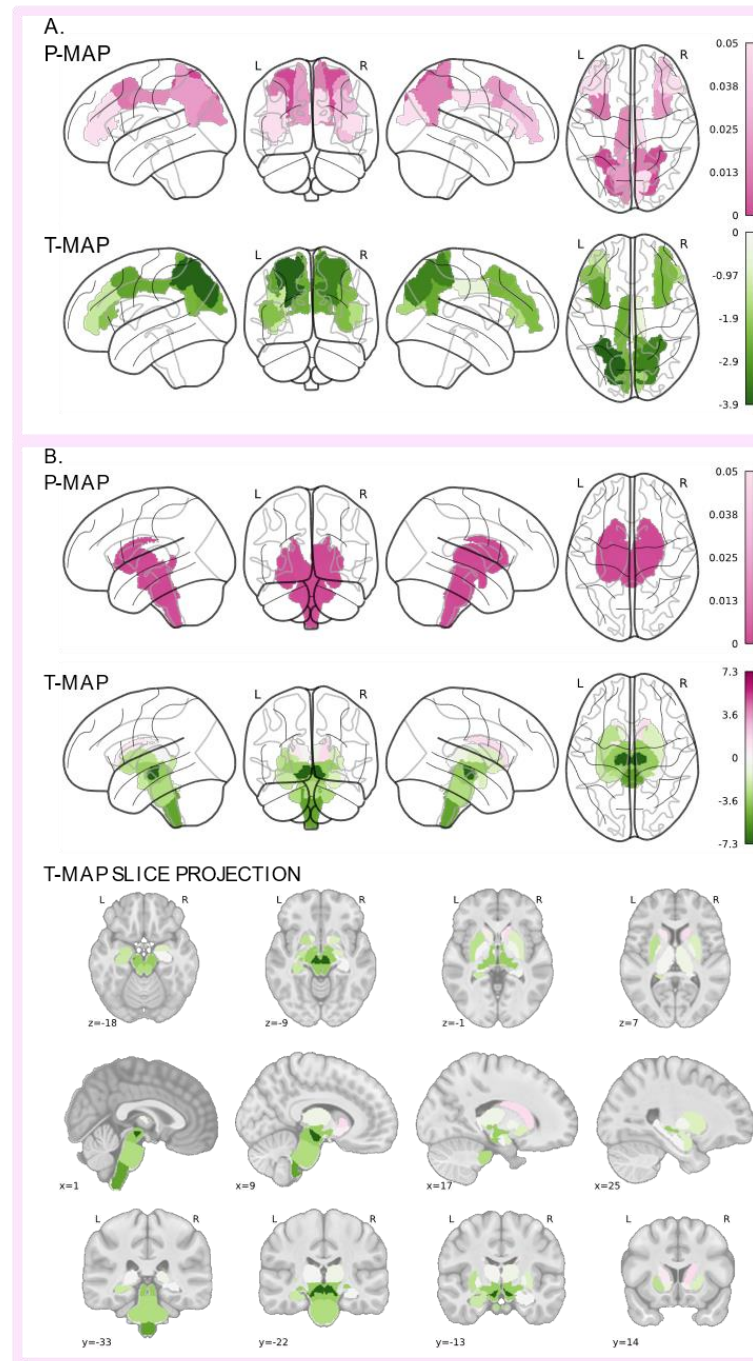 A.
P-MAP
L R L R
0.05
0.038
0.025
0.013
0
T-MAP
L R L R
0
-0.97
-1.9
-2.9
-3.9
B.
P-MAP
L R L R
0.05
0.038
0.025
0.013
0
T-MAP
L R L R
7.3
3.6
0
-3.6
-7.3
T-MAP SLICE PROJECTION
L R L R L R L R
z=-18 z=-9 z=-1 z=7
x=1 x=9 x=17 x=25
L R L R L R L R
y=-33 y=-22 y=-13 y=14